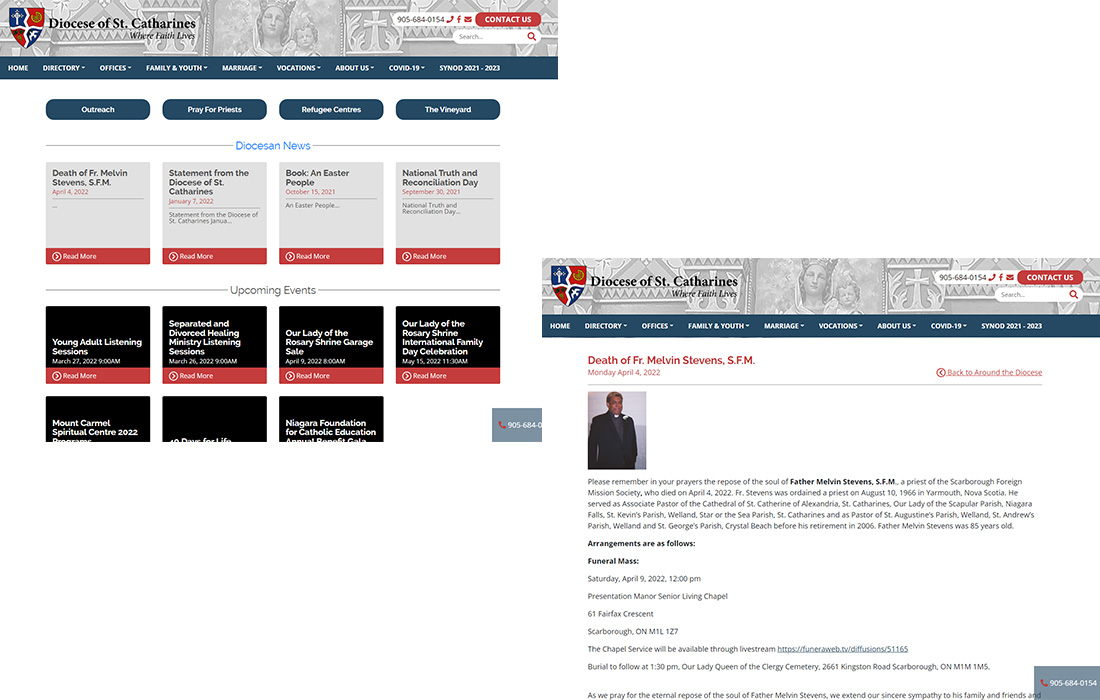 Diocese of St. Catharines
Where Faith Lives
905-684-0154 CONTACT US
Search...
HOME DIRECTORY OFFICES FAMILY & YOUTH MARRIAGE VOCATIONS ABOUT US COVID-19 SYNOD 2021 - 2023
Outreach Pray For Priests Refugee Centres The Vineyard
Diocesan News
Death of Fr. Melvin
Stevens, S.F.M.
April 4, 2022
...
Read More
Statement from the
Diocese of St.
Catharines
January 7, 2022
Statement from the Diocese of
St. Catharines Janua...
Read More
Book: An Easter
People
October 15, 2021
An Easter People...
Read More
National Truth and
Reconciliation Day
September 30, 2021
National Truth and
Reconciliation Day...
Read More
Upcoming Events
Young Adult Listening
Sessions
March 27, 2022 9:00AM
Read More
Separated and
Divorced Healing
Ministry Listening
Sessions
March 26, 2022 9:00AM
Read More
Our Lady of the
Rosary Shrine Garage
Sale
April 9, 2022 8:00AM
Read More
Our Lady of the
Rosary Shrine
International Family
Day Celebration
May 15, 2022 11:30AM
Read More
Mount Carmel
Spiritual Centre 2022
Programs
40 Days for Life
Niagara Foundation
for Catholic Education
Annual Benefit Gala
905-684-0
Diocese of St. Catharines
Where Faith Lives
905-684-0154 CONTACT US
Search...
HOME DIRECTORY OFFICES FAMILY & YOUTH MARRIAGE VOCATIONS ABOUT US COVID-19 SYNOD 2021 - 2023
Death of Fr. Melvin Stevens, S.F.M.
Monday April 4, 2022
Back to Around the Diocese
Please remember in your prayers the repose of the soul of Father Melvin Stevens, S.F.M., a priest of the Scarborough Foreign
Mission Society, who died on April 4, 2022. Fr. Stevens was ordained a priest on August 10, 1966 in Yarmouth, Nova Scotia. He
served as Associate Pastor of the Cathedral of St. Catherine of Alexandria, St. Catharines, Our Lady of the Scapular Parish, Niagara
Falls, St. Kevin's Parish, Welland, Star or the Sea Parish, St. Catharines and as Pastor of St. Augustine's Parish, Welland, St. Andrew's
Parish, Welland and St. George's Parish, Crystal Beach before his retirement in 2006. Father Melvin Stevens was 85 years old.
Arrangements are as follows:
Funeral Mass:
Saturday, April 9, 2022, 12:00 pm
Presentation Manor Senior Living Chapel
61 Fairfax Crescent
Scarborough, ON M1L 1Z7
The Chapel Service will be available through livestream https://funeraweb.tv/diffusions/51165
Burial to follow at 1:30 pm, Our Lady Queen of the Clergy Cemetery, 2661 Kingston Road Scarborough, ON M1M 1M5.
905-684-0154
As we pray for the eternal repose of the soul of Father Melvin Stevens, we extend our sincere sympathy to his family and friends and